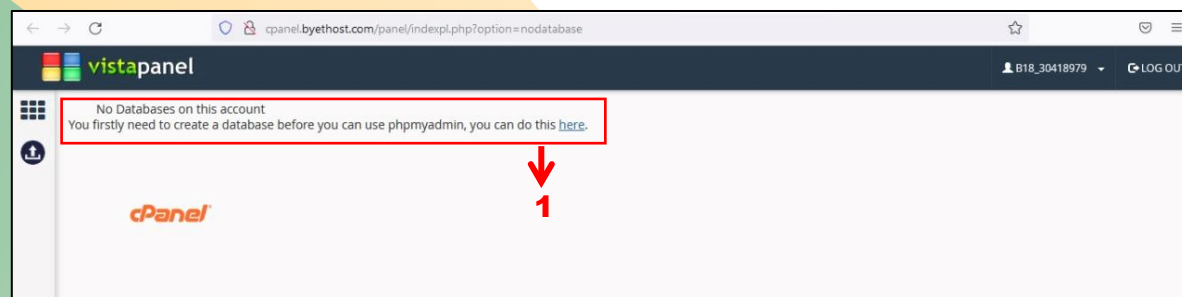 cpanel.byethost.com/panel/indexpl.php?option=nodatabase
vistapanel
B18_30418979
LOG OUT
No Databases on this account
You firstly need to create a database before you can use phpmyadmin, you can do this here.
1
cPanel